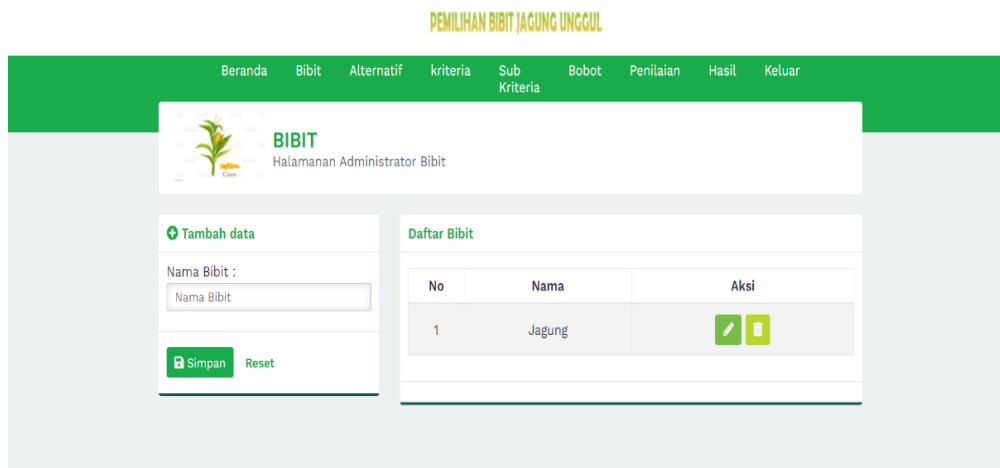 PEMILIHAN BIBIT JAGUNG UNGGUL
Beranda Bibit Alternatif kriteria Sub Kriteria Bobot Penilaian Hasil Keluar
BIBIT
Halamanan Administrator Bibit
Corn
Tambah data
Nama Bibit :
Nama Bibit
Simpan Reset
Daftar Bibit
No Nama Aksi
1 Jagung